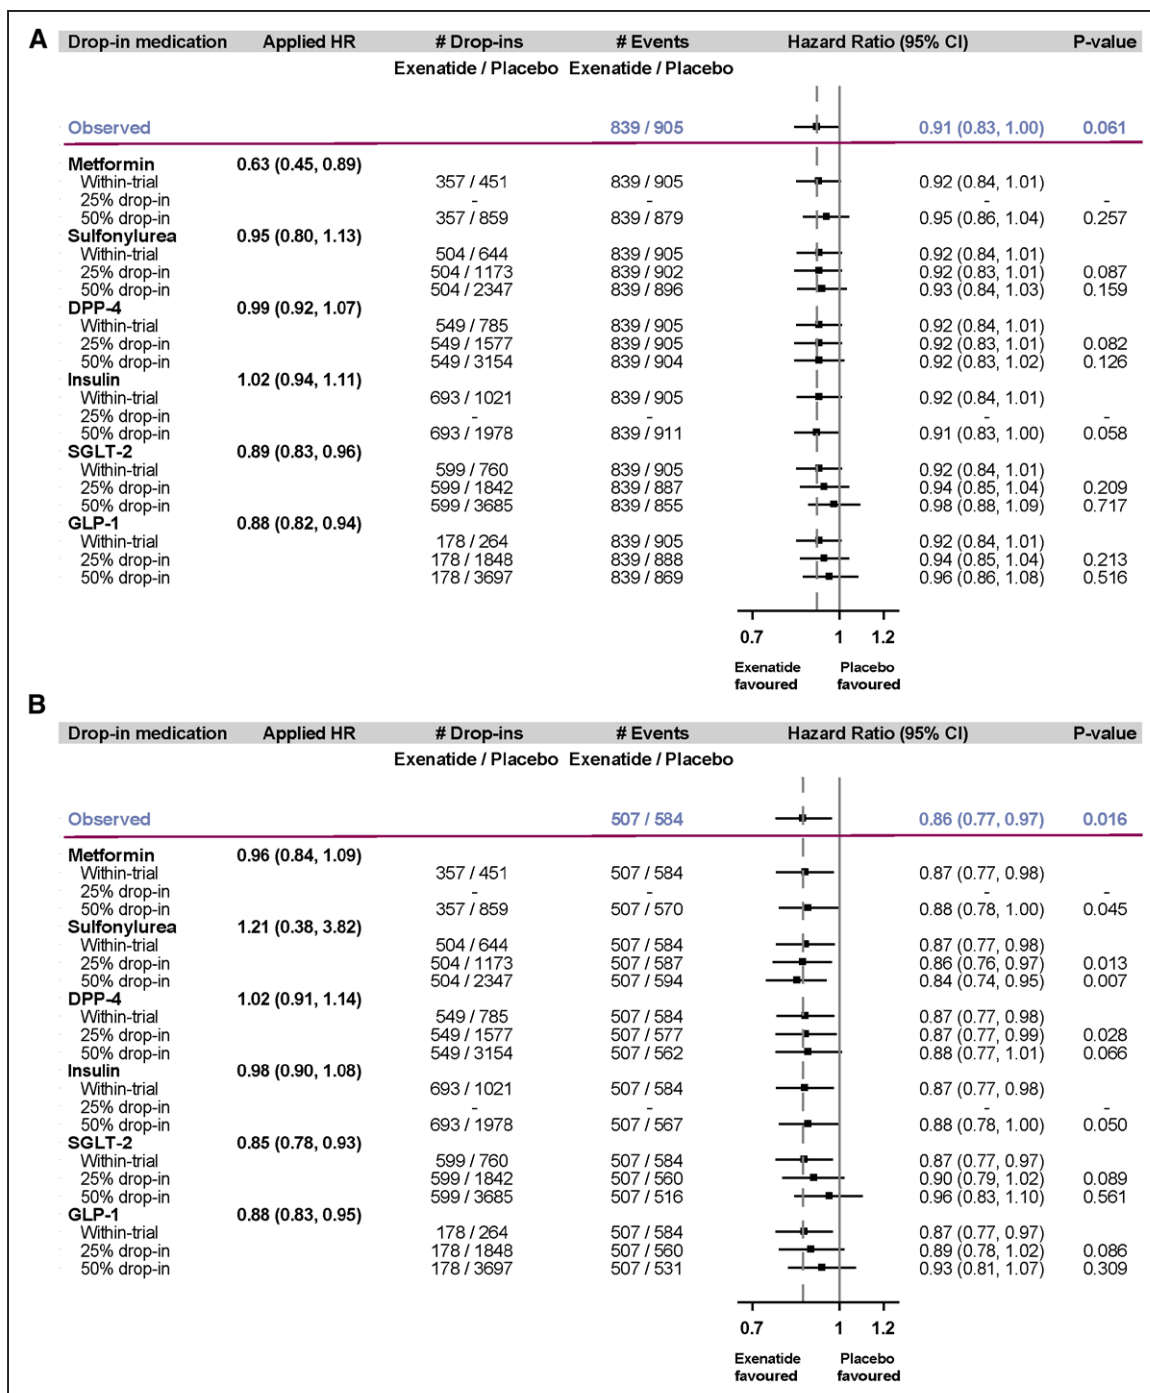 A
Drop-in medication Applied HR # Drop-ins # Events Hazard Ratio (95% CI) P-value
Exenatide / Placebo Exenatide / Placebo
Observed 839 / 905 0.91 (0.83, 1.00) 0.061
Metformin 0.63 (0.45, 0.89)
Within-trial 357 / 451 839 / 905 0.92 (0.84, 1.01)
25% drop-in - - - -
50% drop-in 357 / 859 839 / 879 0.95 (0.86, 1.04) 0.257
Sulfonylurea 0.95 (0.80, 1.13)
Within-trial 504 / 644 839 / 905 0.92 (0.84, 1.01)
25% drop-in 504 / 1173 839 / 902 0.92 (0.83, 1.01) 0.087
50% drop-in 504 / 2347 839 / 896 0.93 (0.84, 1.03) 0.159
DPP-4 0.99 (0.92, 1.07)
Within-trial 549 / 785 839 / 905 0.92 (0.84, 1.01)
25% drop-in 549 / 1577 839 / 905 0.92 (0.83, 1.01) 0.082
50% drop-in 549 / 3154 839 / 904 0.92 (0.83, 1.02) 0.126
Insulin 1.02 (0.94, 1.11)
Within-trial 693 / 1021 839 / 905 0.92 (0.84, 1.01)
25% drop-in - - - -
50% drop-in 693 / 1978 839 / 911 0.91 (0.83, 1.00) 0.058
SGLT-2 0.89 (0.83, 0.96)
Within-trial 599 / 760 839 / 905 0.92 (0.84, 1.01)
25% drop-in 599 / 1842 839 / 887 0.94 (0.85, 1.04) 0.209
50% drop-in 599 / 3685 839 / 855 0.98 (0.88, 1.09) 0.717
GLP-1 0.88 (0.82, 0.94)
Within-trial 178 / 264 839 / 905 0.92 (0.84, 1.01)
25% drop-in 178 / 1848 839 / 888 0.94 (0.85, 1.04) 0.213
50% drop-in 178 / 3697 839 / 869 0.96 (0.86, 1.08) 0.516
0.7 1 1.2
Exenatide Placebo
favoured favoured
B
Drop-in medication Applied HR # Drop-ins # Events Hazard Ratio (95% CI) P-value
Exenatide / Placebo Exenatide / Placebo
Observed 507 / 584 0.86 (0.77, 0.97) 0.016
Metformin 0.96 (0.84, 1.09)
Within-trial 357 / 451 507 / 584 0.87 (0.77, 0.98)
25% drop-in - - - -
50% drop-in 357 / 859 507 / 570 0.88 (0.78, 1.00) 0.045
Sulfonylurea 1.21 (0.38, 3.82)
Within-trial 504 / 644 507 / 584 0.87 (0.77, 0.98)
25% drop-in 504 / 1173 507 / 587 0.86 (0.76, 0.97) 0.013
50% drop-in 504 / 2347 507 / 594 0.84 (0.74, 0.95) 0.007
DPP-4 1.02 (0.91, 1.14)
Within-trial 549 / 785 507 / 584 0.87 (0.77, 0.98)
25% drop-in 549 / 1577 507 / 577 0.87 (0.77, 0.99) 0.028
50% drop-in 549 / 3154 507 / 562 0.88 (0.77, 1.01) 0.066
Insulin 0.98 (0.90, 1.08)
Within-trial 693 / 1021 507 / 584 0.87 (0.77, 0.98)
25% drop-in - - - -
50% drop-in 693 / 1978 507 / 567 0.88 (0.78, 1.00) 0.050
SGLT-2 0.85 (0.78, 0.93)
Within-trial 599 / 760 507 / 584 0.87 (0.77, 0.97)
25% drop-in 599 / 1842 507 / 560 0.90 (0.79, 1.02) 0.089
50% drop-in 599 / 3685 507 / 516 0.96 (0.83, 1.10) 0.561
GLP-1 0.88 (0.83, 0.95)
Within-trial 178 / 264 507 / 584 0.87 (0.77, 0.97)
25% drop-in 178 / 1848 507 / 560 0.89 (0.78, 1.02) 0.086
50% drop-in 178 / 3697 507 / 531 0.93 (0.81, 1.07) 0.309
0.7 1 1.2
Exenatide Placebo
favoured favoured